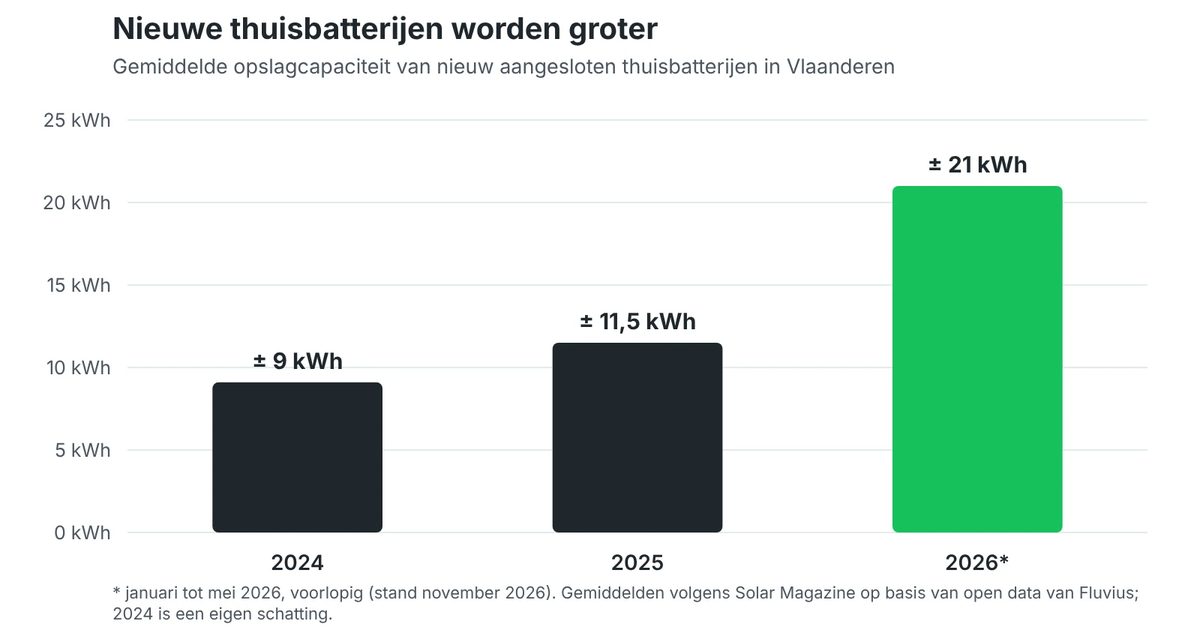 Nieuwe thuisbatterijen worden groter
Gemiddelde opslagcapaciteit van nieuw aangesloten thuisbatterijen in Vlaanderen
25 kWh
20 kWh
15 kWh
10 kWh
5 kWh
0 kWh
± 9 kWh
± 11,5 kWh
± 21 kWh
2024
2025
2026*
* januari tot mei 2026, voorlopig (stand november 2026). Gemiddelden volgens Solar Magazine op basis van open data van Fluvius;
2024 is een eigen schatting.